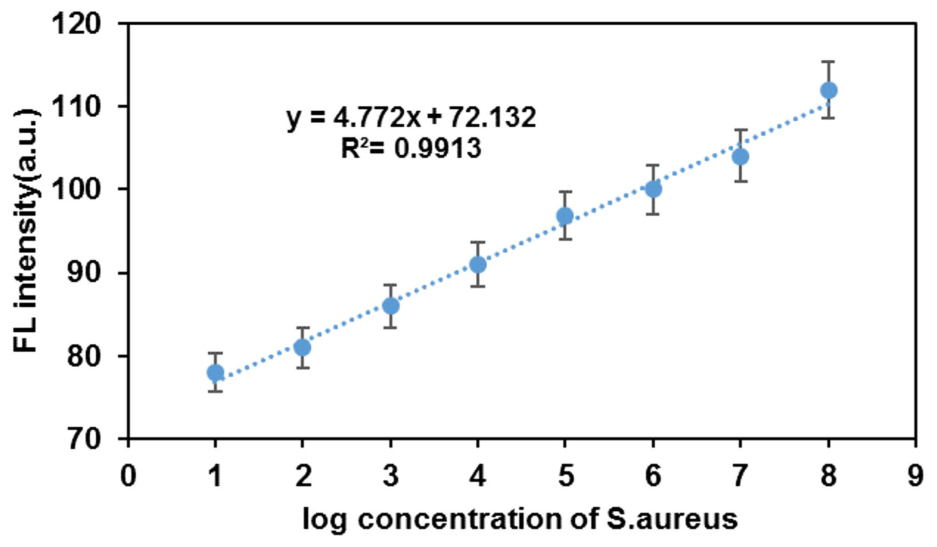 120
110
100
90
80
70
FL intensity(a.u.)
y = 4.772x + 72.132
R²= 0.9913
0 1 2 3 4 5 6 7 8 9
log concentration of S.aureus